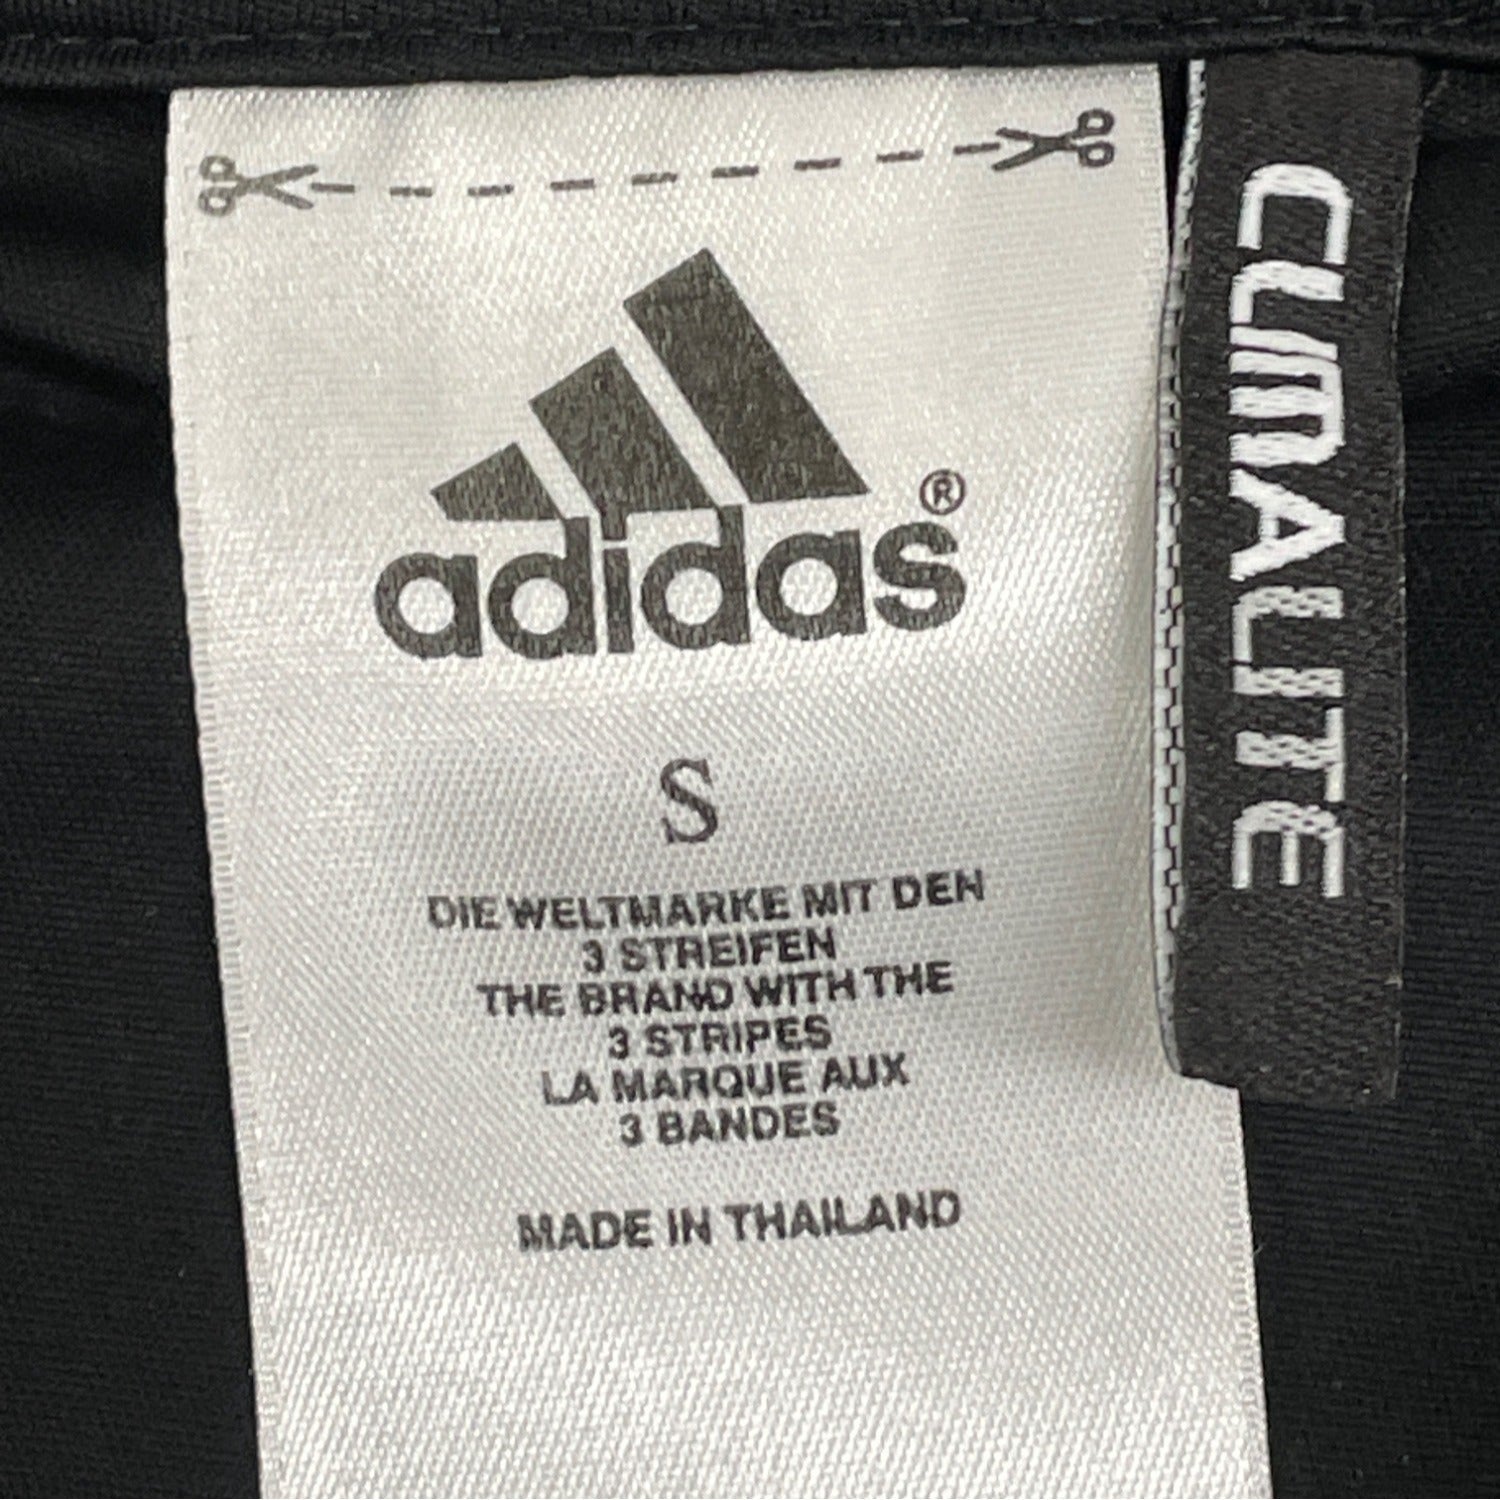 adidas®
S
DIE WELTMARKE MIT DEN
3 STREIFEN
THE BRAND WITH THE
3 STRIPES
LA MARQUE AUX
3 BANDES
MADE IN THAILAND
CLIMALITE